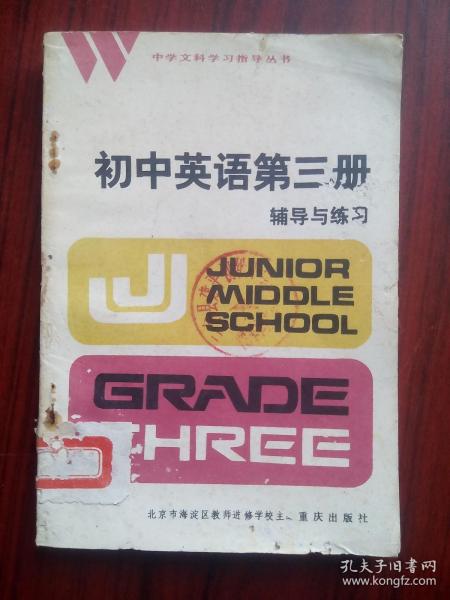 W
中学文科学习指导丛书
初中英语第三册
辅导与练习
JUNIOR
MIDDLE
SCHOOL
GRADE
THREE
北京市海淀区教师进修学校主 重庆出版社
孔夫子旧书网
www.kongfz.com